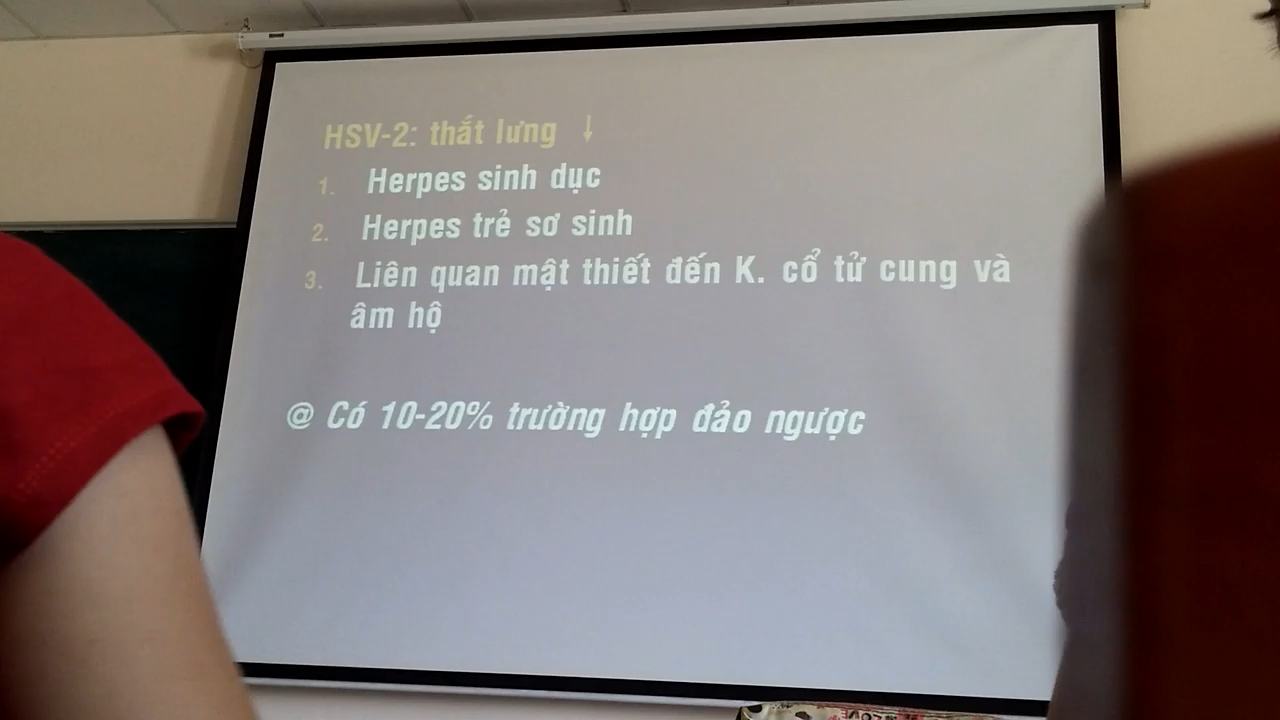 HSV-2: thắt lưng ↓
1. Herpes sinh dục
2. Herpes trẻ sơ sinh
3. Liên quan mật thiết đến K. cổ tử cung và
âm hộ
@ Có 10-20% trường hợp đảo ngược